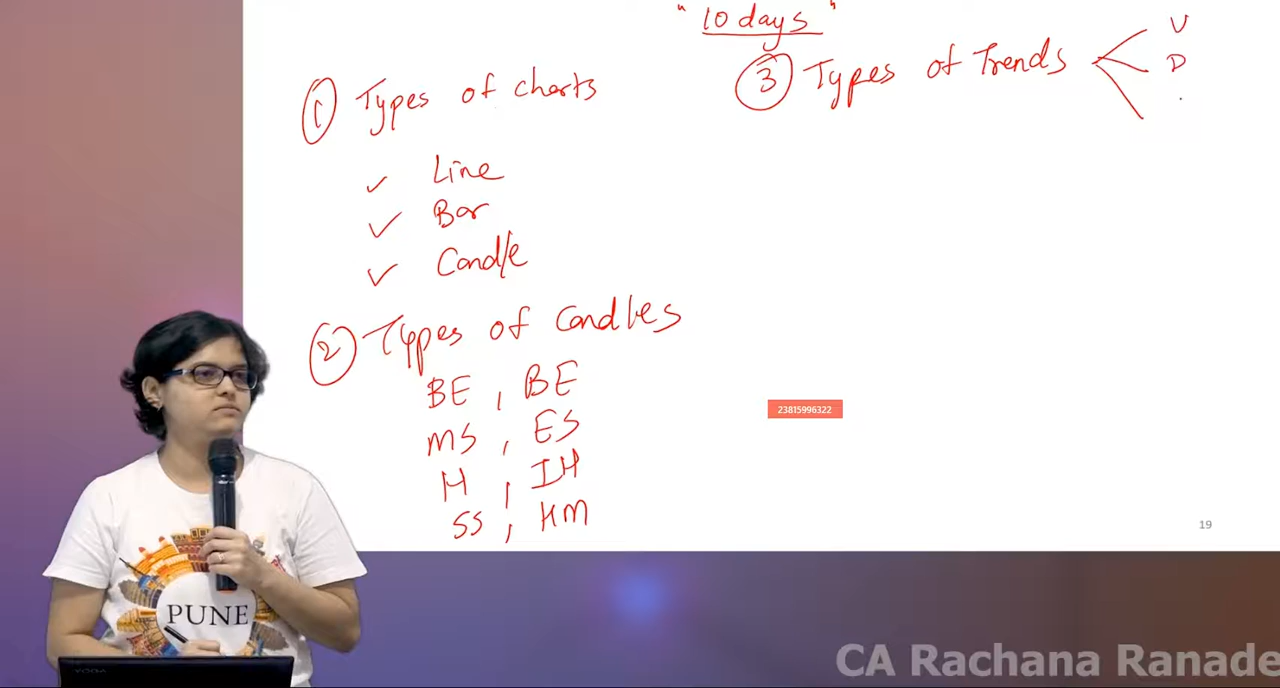 " 10 days "
① Types of Charts
✓ Line
✓ Bar
✓ Candle
② Types of Candles
BE , BE
MS , ES
H , IH
SS , HM
③ Types of Trends
U
D
23815996322
19
PUNE
CA Rachana Ranade